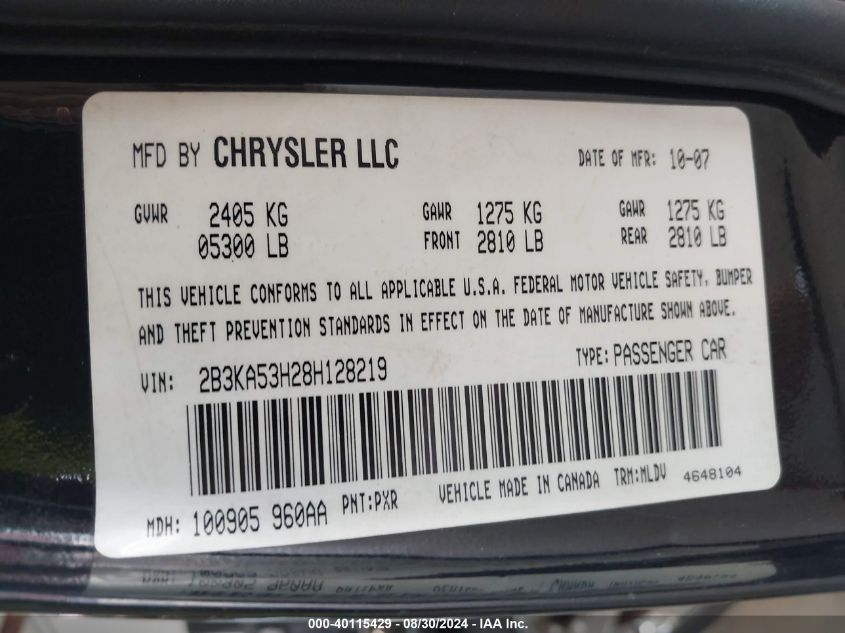 MFD BY CHRYSLER LLC DATE OF MFR: 10-07
GVWR 2405 KG GAWR 1275 KG GAWR 1275 KG
05300 LB FRONT 2810 LB REAR 2810 LB
THIS VEHICLE CONFORMS TO ALL APPLICABLE U.S.A. FEDERAL MOTOR VEHICLE SAFETY, BUMPER
AND THEFT PREVENTION STANDARDS IN EFFECT ON THE DATE OF MANUFACTURE SHOWN ABOVE.
VIN: 2B3KA53H28H128219 TYPE: PASSENGER CAR
MDH: 100905 960AA PNT:PXR VEHICLE MADE IN CANADA TRM:MLDV 4648104
000-40115429 - 08/30/2024 - IAA Inc.